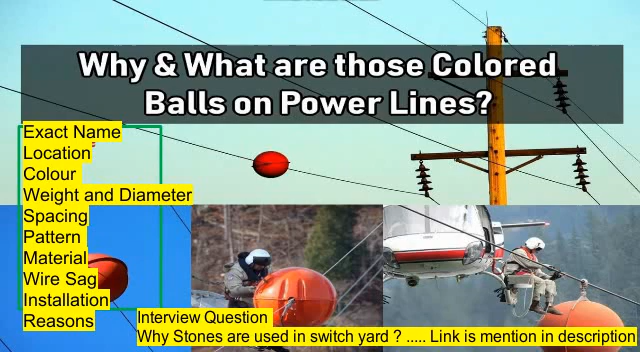 Why & What are those Colored
Balls on Power Lines?
Exact Name
Location
Colour
Weight and Diameter
Spacing
Pattern
Material
Wire Sag
Installation
Reasons
Interview Question
Why Stones are used in switch yard ? ..... Link is mention in description